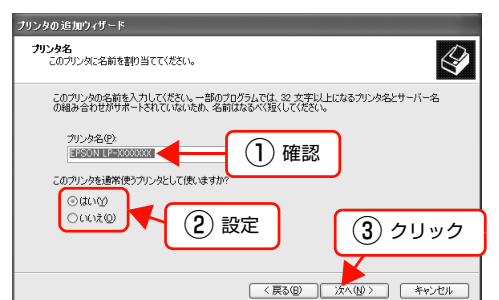 プリンタの追加ウィザード
プリンタ名
このプリンタに名前を割り当ててください。
このプリンタの名前を入力してください。一部のプログラムでは、32 文字以上になるプリンタ名とサーバー名
の組み合わせがサポートされていないため、名前はなるべく短くしてください。
プリンタ名(P):
EPSON LP-XXXXXX
① 確認
このプリンタを通常使うプリンタとして使いますか?
はい(Y)
いいえ(O)
② 設定
③ クリック
< 戻る(B)
次へ(N) >
キャンセル